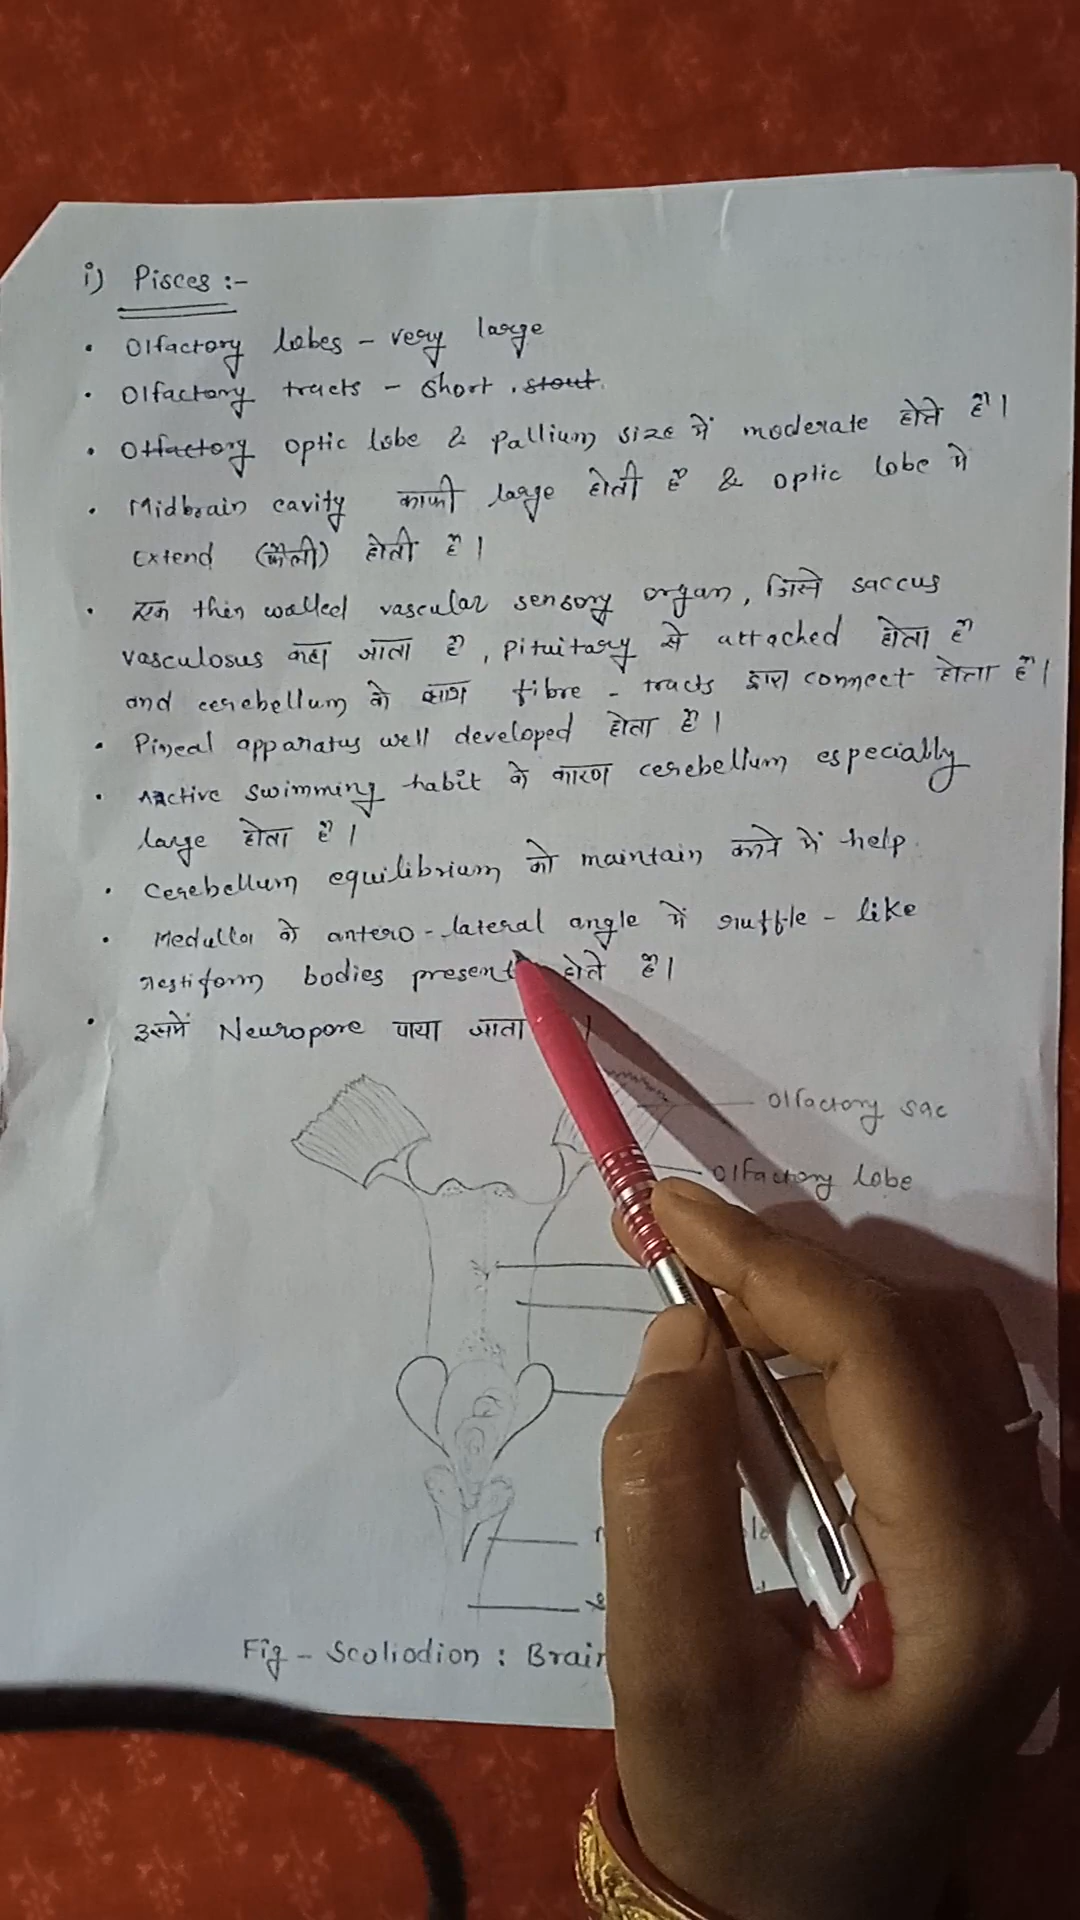 i) Pisces :-
• Olfactory lobes - very large
• Olfactory tracts - short, stout.
• Olfactory optic lobe & Pallium size में moderate होते हैं।
• Midbrain cavity काफी large होती है & optic lobe में
Extend (फैली) होती है।
• एक thin walled vascular sensory organ, जिसे saccus
vasculosus कहा जाता है, Pituitary से attached होता है
and cerebellum के साथ fibre - tracts द्वारा connect होता है।
• Pineal apparatus well developed होता है।
• Active swimming habit के कारण cerebellum especially
large होता है।
• Cerebellum equilibrium को maintain करने में help.
• Medulla के antero-lateral angle में ruffle - like
restiform bodies present होते हैं।
• इसमें Neuropore पाया जाता
Olfactory sac
Olfactory lobe
Fig - Scoliodion : Brain